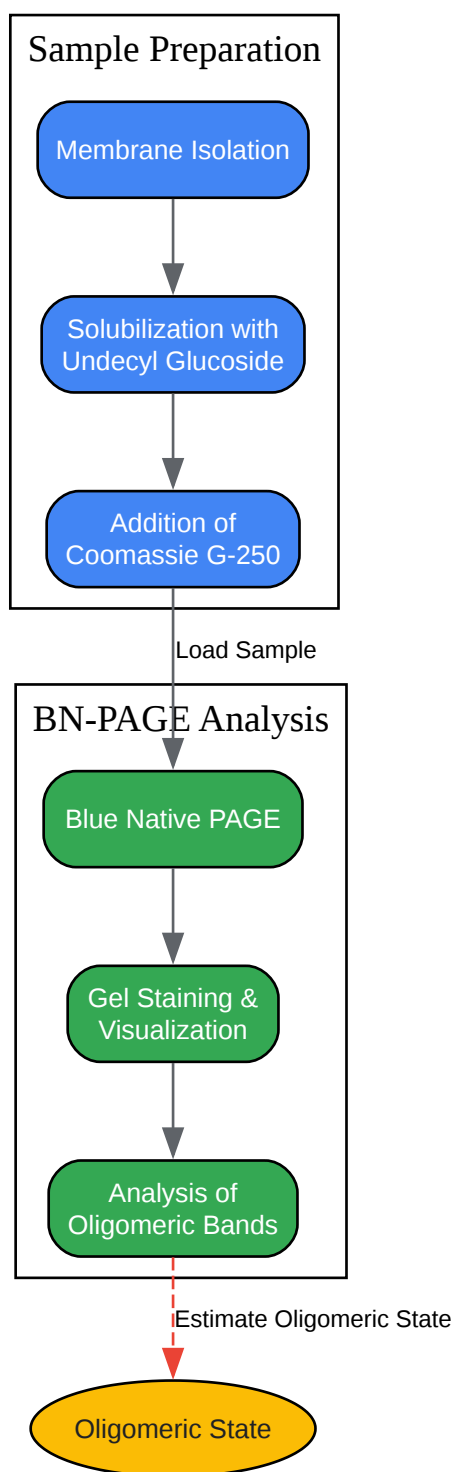 Sample Preparation
Membrane Isolation
Solubilization with
Undecyl Glucoside
Addition of
Coomassie G-250
Load Sample
BN-PAGE Analysis
Blue Native PAGE
Gel Staining &
Visualization
Analysis of
Oligomeric Bands
Estimate Oligomeric State
Oligomeric State